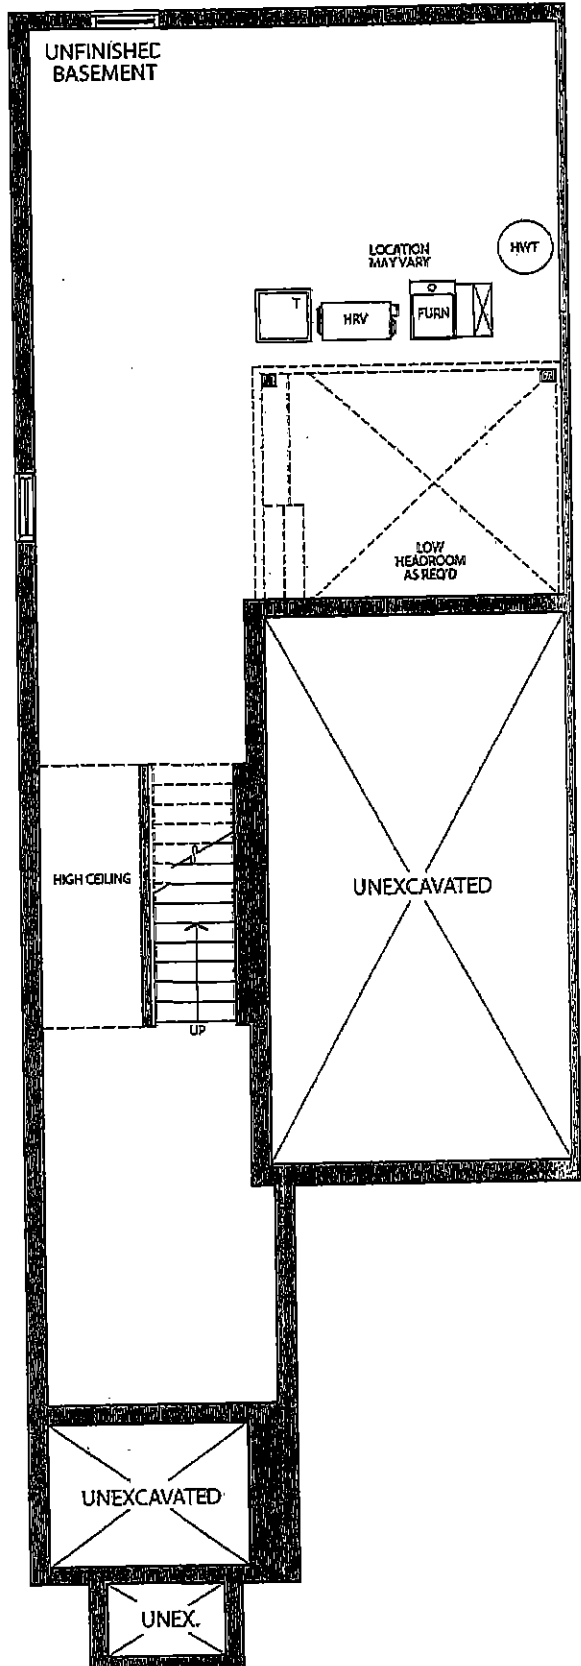 UNFINISHED
BASEMENT
LOCATION
MAY VARY
HWT
T
HRV
FURN
LOW
HEADROOM
AS REQ'D
HIGH CEILING
UNEXCAVATED
UP
UNEXCAVATED
UNEX.